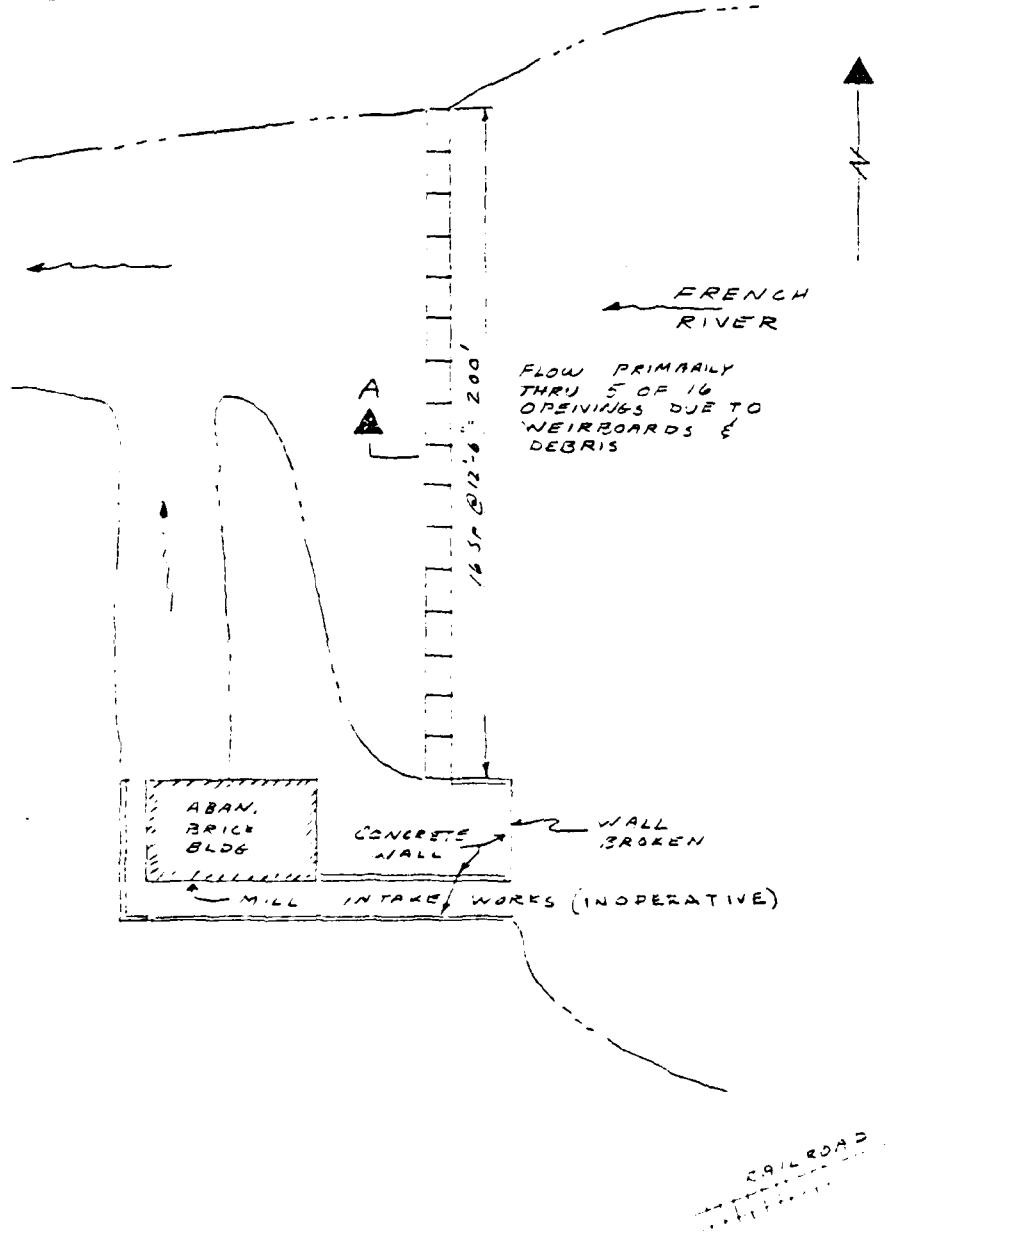 N
FRENCH
RIVER
A
16 SP @ 12'-6" = 200'
FLOW PRIMARILY
THRU 5 OF 16
OPENINGS DUE TO
WEIRBOARDS &
DEBRIS
ABAN.
BRICK
BLDG
CONCRETE
WALL
WALL
BROKEN
MILL INTAKE WORKS (INOPERATIVE)
RAILROAD